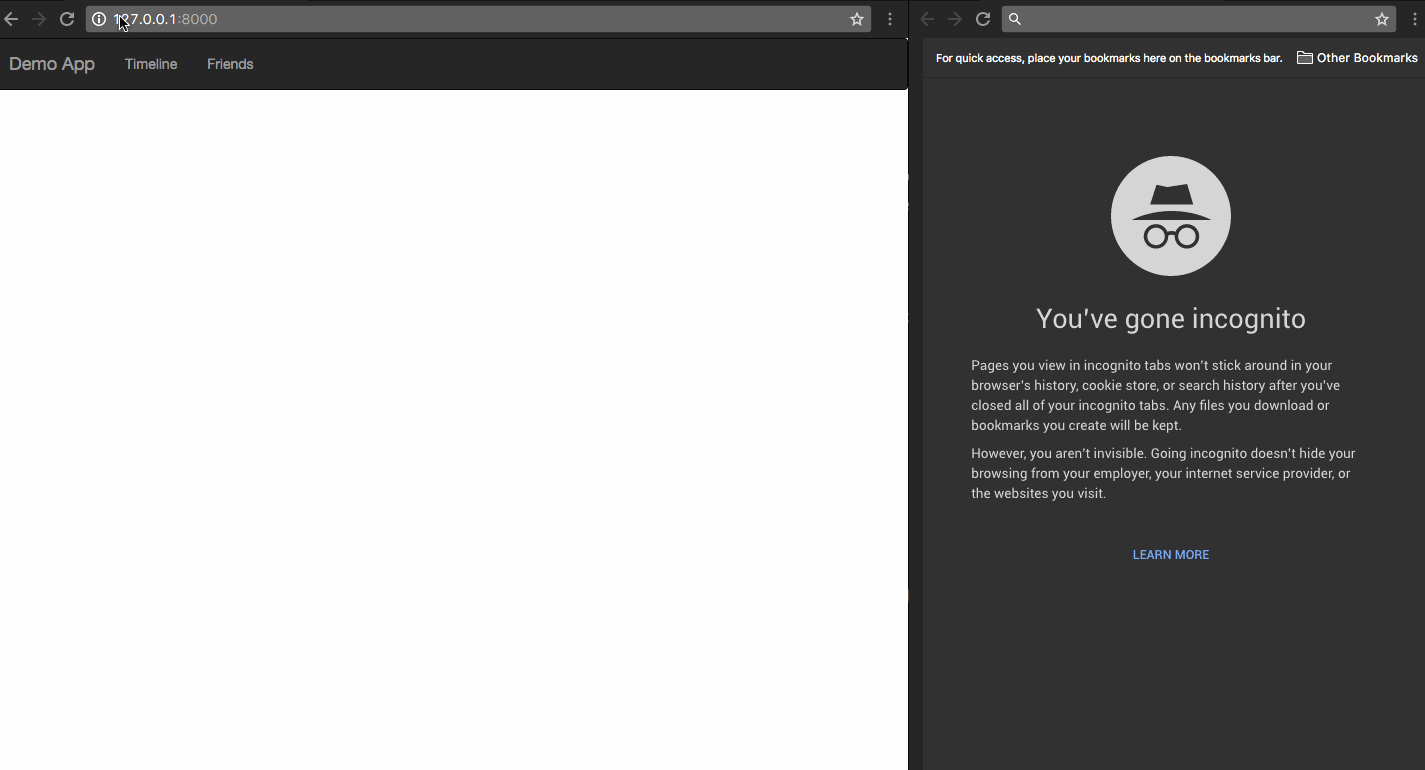 127.0.0.1:8000
Demo App Timeline Friends
For quick access, place your bookmarks here on the bookmarks bar. Other Bookmarks
You've gone incognito
Pages you view in incognito tabs won't stick around in your
browser's history, cookie store, or search history after you've
closed all of your incognito tabs. Any files you download or
bookmarks you create will be kept.
However, you aren't invisible. Going incognito doesn't hide your
browsing from your employer, your internet service provider, or
the websites you visit.
LEARN MORE